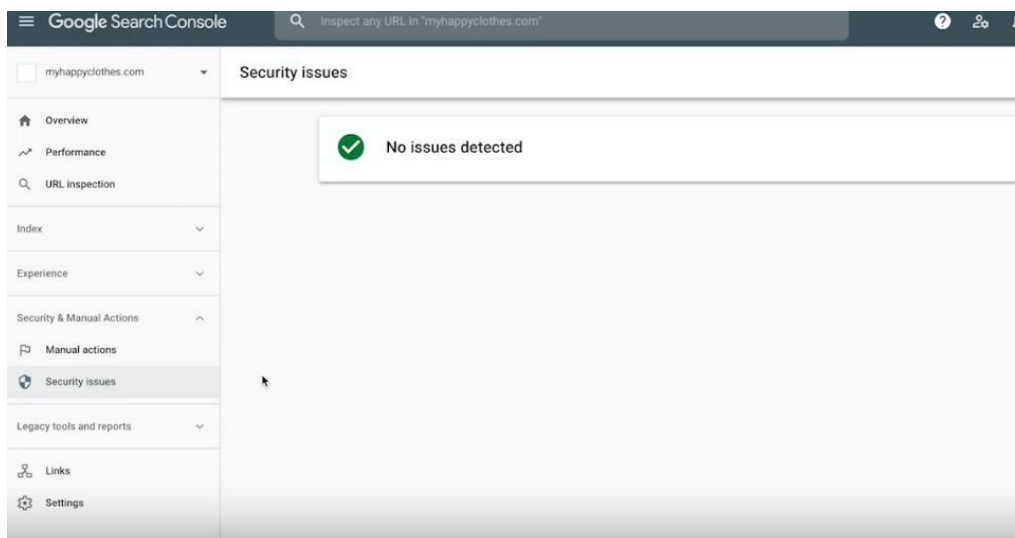 Google Search Console
Inspect any URL in "myhappyclothes.com"
myhappyclothes.com
Security issues
Overview
Performance
URL inspection
No issues detected
Index
Experience
Security & Manual Actions
Manual actions
Security issues
Legacy tools and reports
Links
Settings